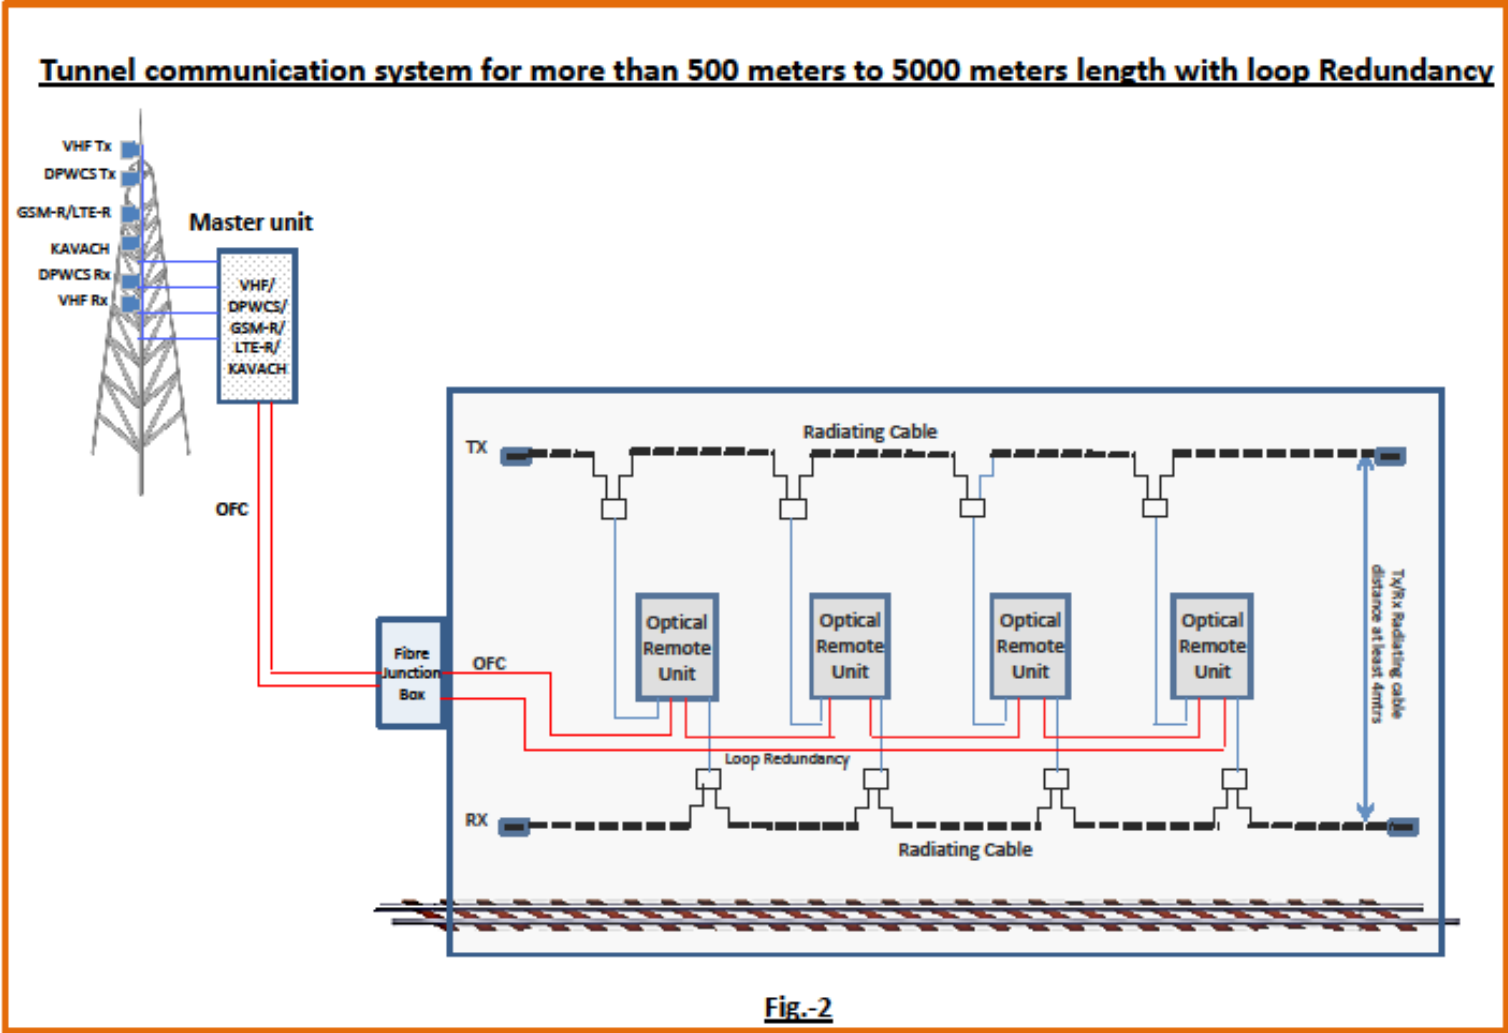 Tunnel communication system for more than 500 meters to 5000 meters length with loop Redundancy
VHF Tx
DPWCS Tx
GSM-R/LTE-R
KAVACH
DPWCS Rx
VHF Rx
Master unit
VHF/
DPWCS/
GSM-R/
LTE-R/
KAVACH
OFC
Fibre
Junction
Box
OFC
TX
Radiating Cable
Optical
Remote
Unit
Optical
Remote
Unit
Optical
Remote
Unit
Optical
Remote
Unit
Tx/Rx Radiating cable
distance at least 4mtrs
Loop Redundancy
RX
Radiating Cable
Fig.-2